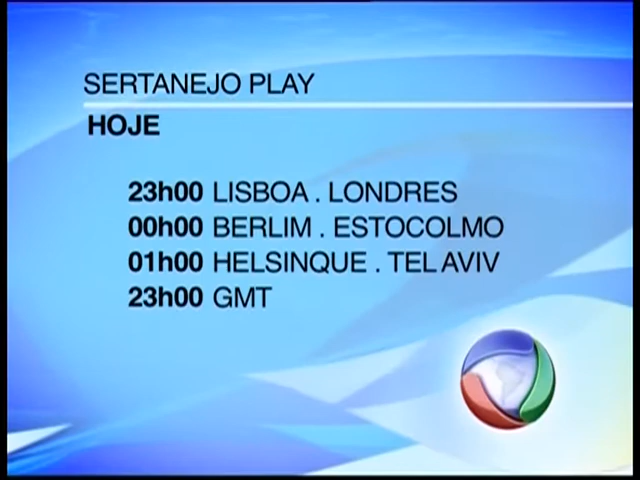 SERTANEJO PLAY
HOJE
23h00 LISBOA . LONDRES
00h00 BERLIM . ESTOCOLMO
01h00 HELSINQUE . TEL AVIV
23h00 GMT